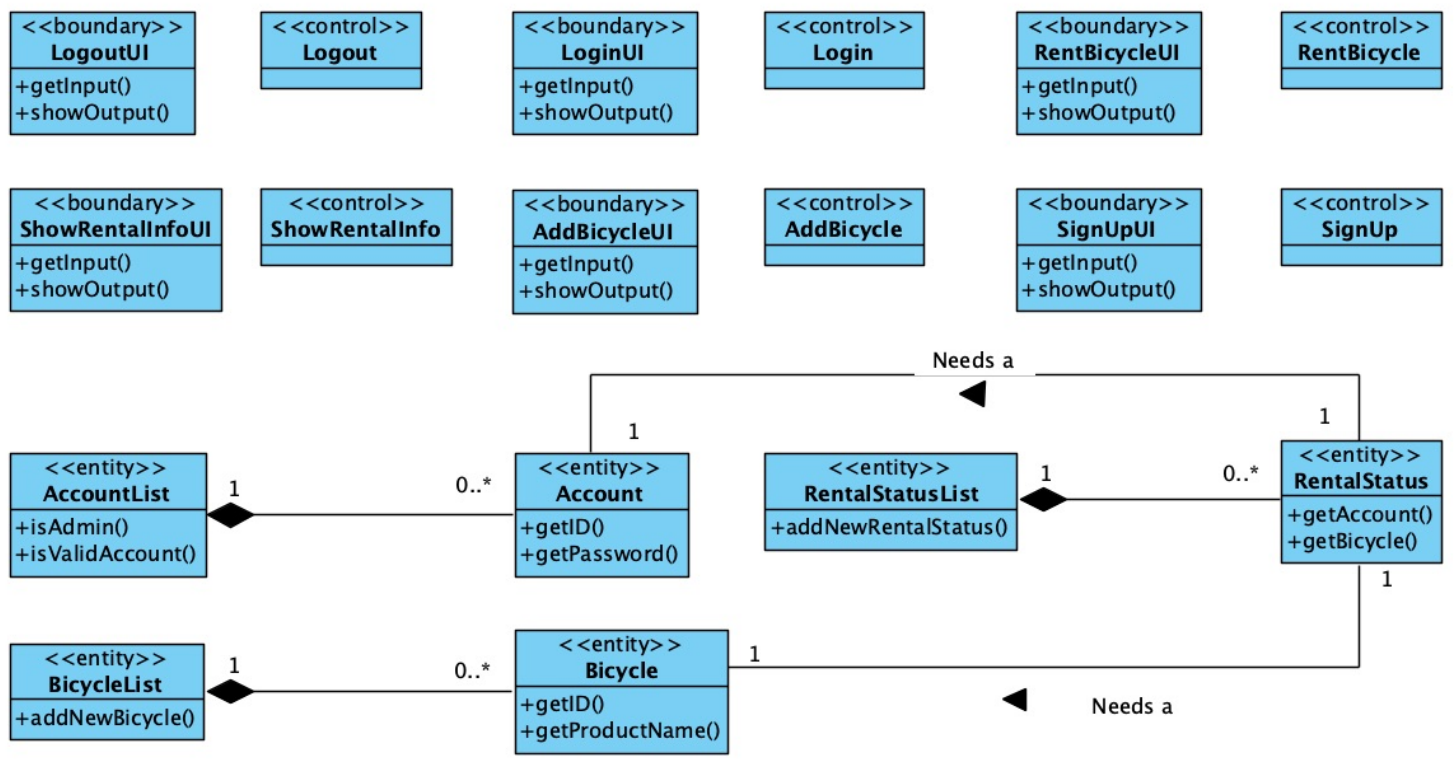 <<boundary>>
LogoutUI
+getInput()
+showOutput()
<<control>>
Logout
<<boundary>>
LoginUI
+getInput()
+showOutput()
<<control>>
Login
<<boundary>>
RentBicycleUI
+getInput()
+showOutput()
<<control>>
RentBicycle
<<boundary>>
ShowRentalInfoUI
+getInput()
+showOutput()
<<control>>
ShowRentalInfo
<<boundary>>
AddBicycleUI
+getInput()
+showOutput()
<<control>>
AddBicycle
<<boundary>>
SignUpUI
+getInput()
+showOutput()
<<control>>
SignUp
Needs a
1
1
<<entity>>
AccountList
+isAdmin()
+isValidAccount()
1
0..*
<<entity>>
Account
+getID()
+getPassword()
<<entity>>
RentalStatusList
+addNewRentalStatus()
1
0..*
<<entity>>
RentalStatus
+getAccount()
+getBicycle()
1
<<entity>>
BicycleList
+addNewBicycle()
1
0..*
<<entity>>
Bicycle
+getID()
+getProductName()
1
Needs a